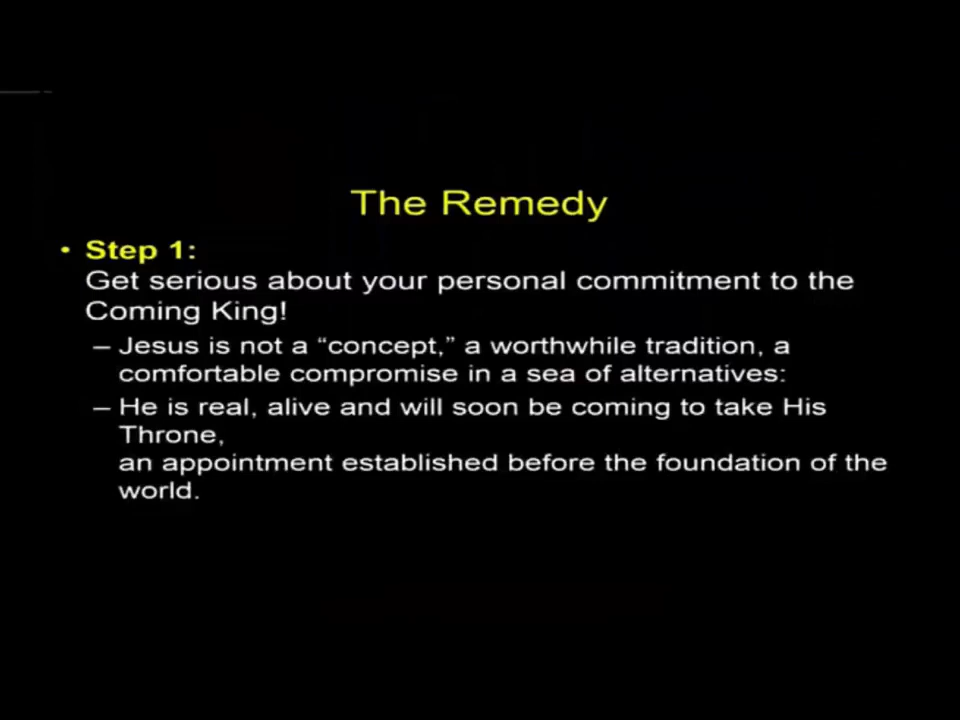 The Remedy
• Step 1:
Get serious about your personal commitment to the
Coming King!
– Jesus is not a “concept,” a worthwhile tradition, a
comfortable compromise in a sea of alternatives:
– He is real, alive and will soon be coming to take His
Throne,
an appointment established before the foundation of the
world.